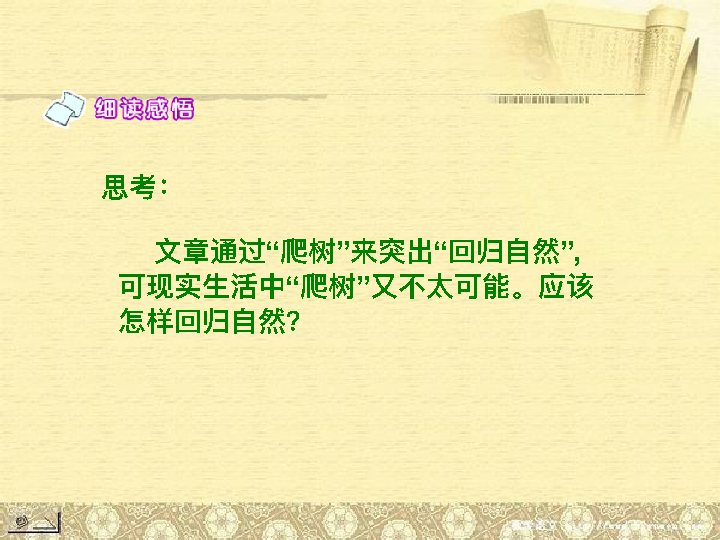 细读感悟
思考：
文章通过“爬树”来突出“回归自然”，
可现实生活中“爬树”又不太可能。应该
怎样回归自然？